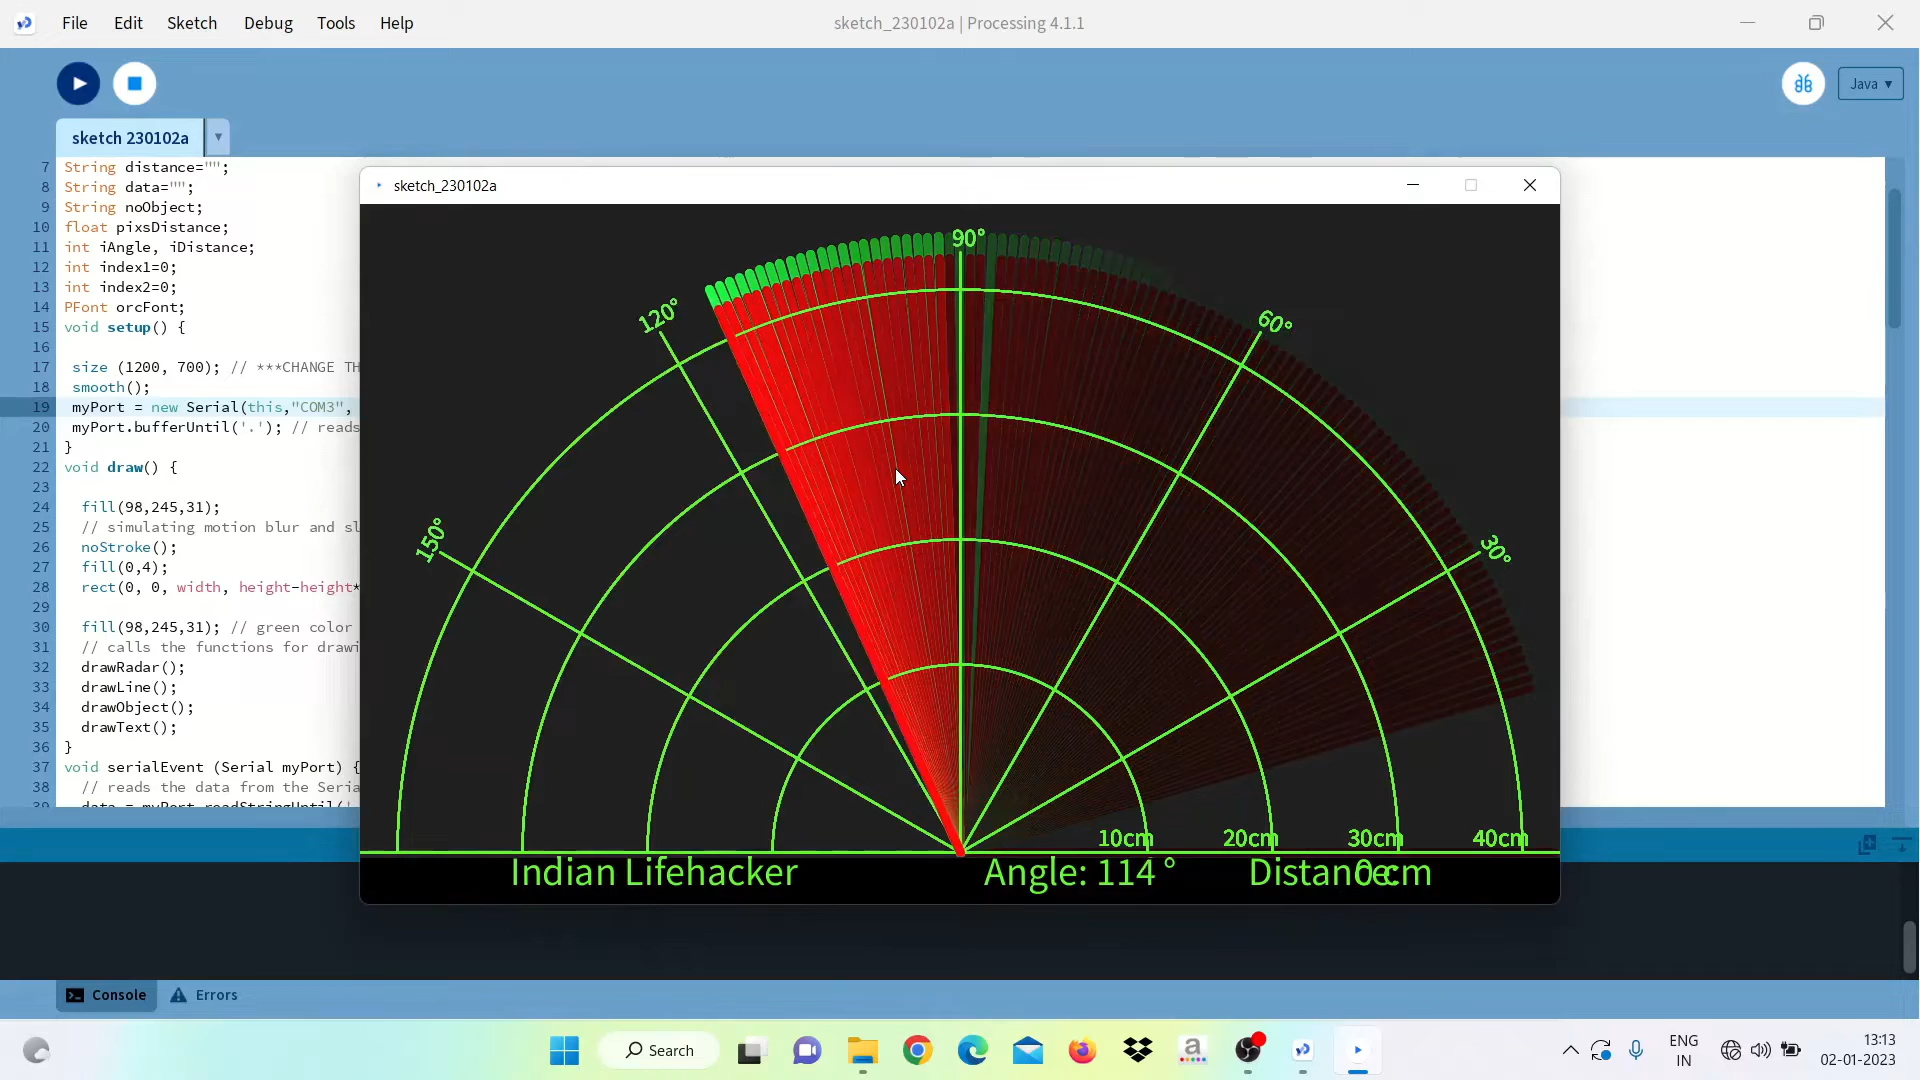 File Edit Sketch Debug Tools Help
sketch_230102a | Processing 4.1.1
Java ▾
sketch 230102a
7 String distance="";
8 String data="";
9 String noObject;
10 float pixsDistance;
11 int iAngle, iDistance;
12 int index1=0;
13 int index2=0;
14 PFont orcFont;
15 void setup() {
16
17 size (1200, 700); // ***CHANGE TH
18 smooth();
19 myPort = new Serial(this,"COM3",
20 myPort.bufferUntil('.'); // reads
21 }
22 void draw() {
23
24 fill(98,245,31);
25 // simulating motion blur and sl
26 noStroke();
27 fill(0,4);
28 rect(0, 0, width, height-height*
29
30 fill(98,245,31); // green color
31 // calls the functions for drawi
32 drawRadar();
33 drawLine();
34 drawObject();
35 drawText();
36 }
37 void serialEvent (Serial myPort) {
38 // reads the data from the Seria
39 data = myPort.readStringUntil('.
sketch_230102a
90°
120°
60°
150°
30°
10cm 20cm 30cm 40cm
Indian Lifehacker Angle: 114 ° Distance: 0 cm
Console Errors
Search
ENG
IN
13:13
02-01-2023